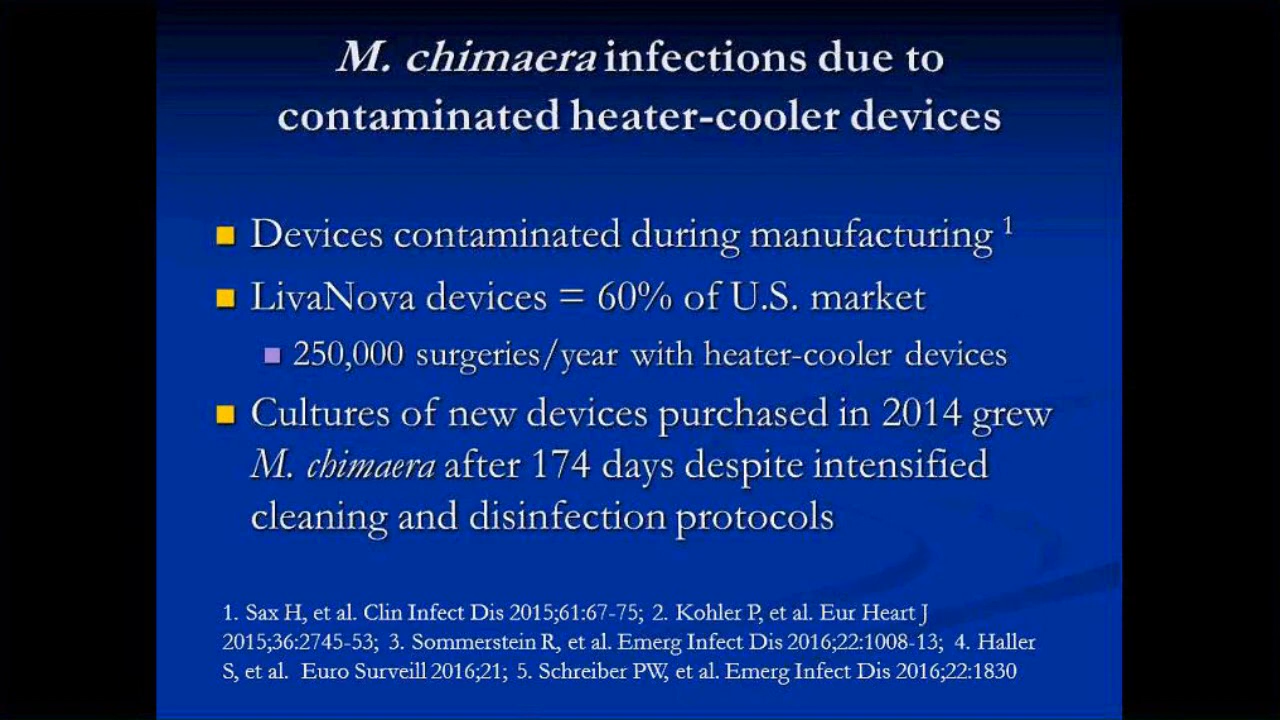 M. chimaera infections due to
contaminated heater-cooler devices
Devices contaminated during manufacturing 1
LivaNova devices = 60% of U.S. market
250,000 surgeries/year with heater-cooler devices
Cultures of new devices purchased in 2014 grew
M. chimaera after 174 days despite intensified
cleaning and disinfection protocols
1. Sax H, et al. Clin Infect Dis 2015;61:67-75; 2. Kohler P, et al. Eur Heart J
2015;36:2745-53; 3. Sommerstein R, et al. Emerg Infect Dis 2016;22:1008-13; 4. Haller
S, et al. Euro Surveill 2016;21; 5. Schreiber PW, et al. Emerg Infect Dis 2016;22:1830